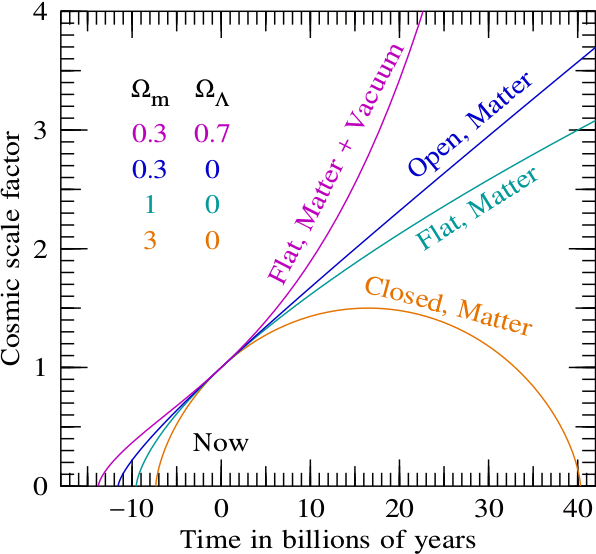 4
3
2
1
0
Cosmic scale factor
Ωm ΩΛ
0.3 0.7
0.3 0
1 0
3 0
Flat, Matter + Vacuum
Open, Matter
Flat, Matter
Closed, Matter
Now
−10 0 10 20 30 40
Time in billions of years